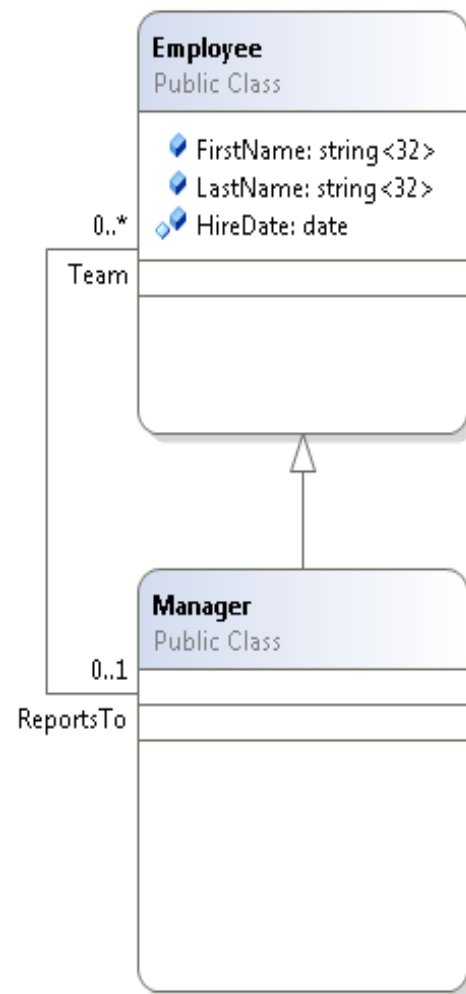 Employee
Public Class
FirstName: string<32>
LastName: string<32>
HireDate: date
0..*
Team
Manager
Public Class
0..1
ReportsTo